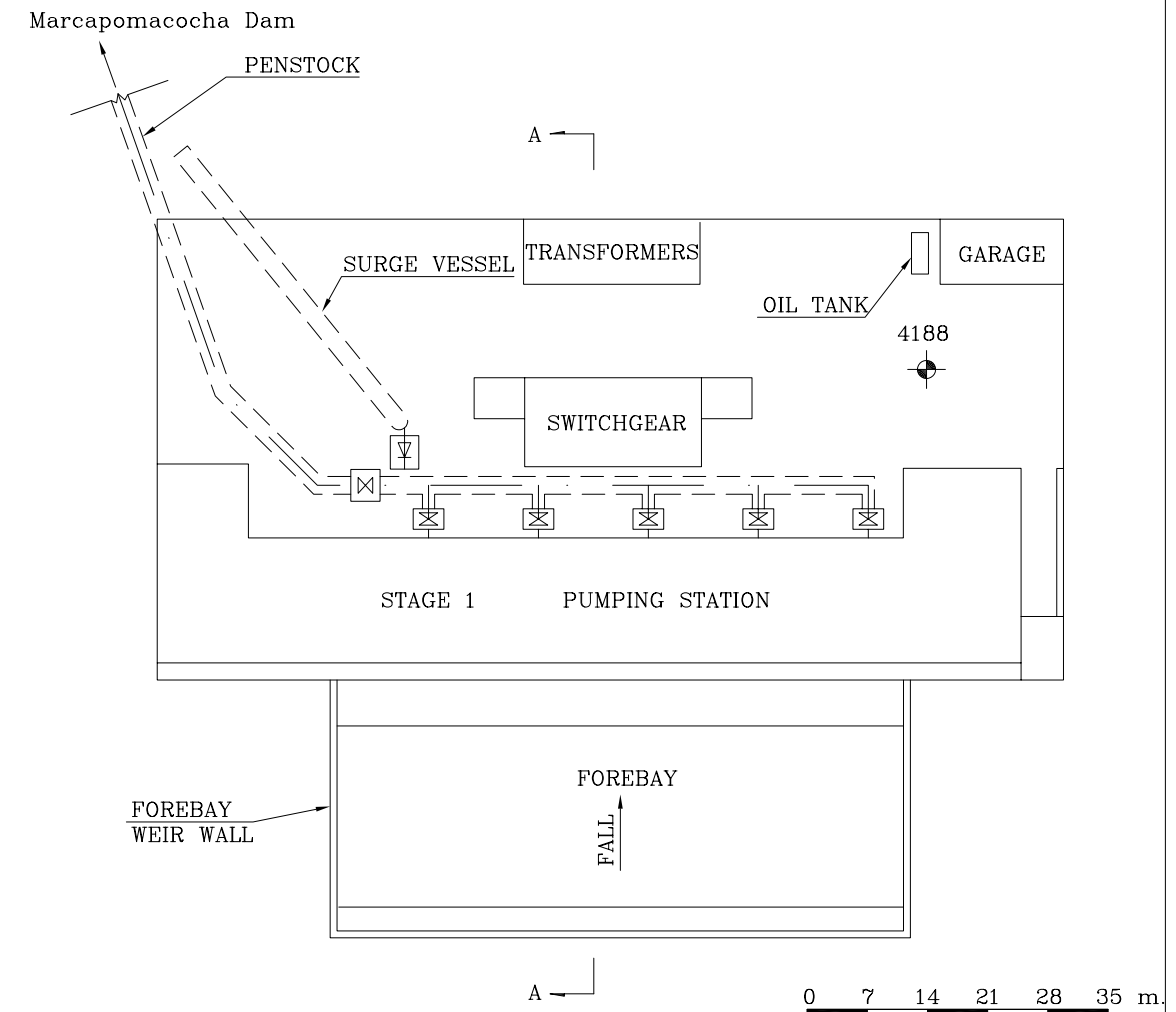 Marcapomacocha Dam
PENSTOCK
A
TRANSFORMERS
GARAGE
SURGE VESSEL
OIL TANK
4188
SWITCHGEAR
STAGE 1 PUMPING STATION
FOREBAY
FALL
FOREBAY
WEIR WALL
A
0 7 14 21 28 35 m.